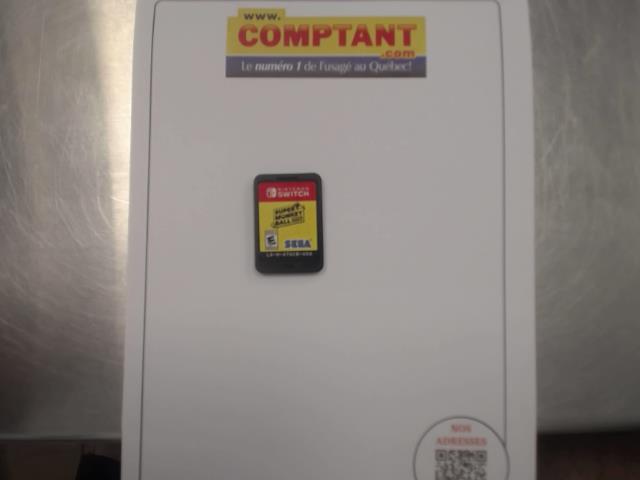 www.
COMPTANT
.com
Le numéro 1 de l'usagé au Québec!
NINTENDO
SWITCH
SUPER
MONKEY
BALL
E
SEGA
NOS
ADRESSES